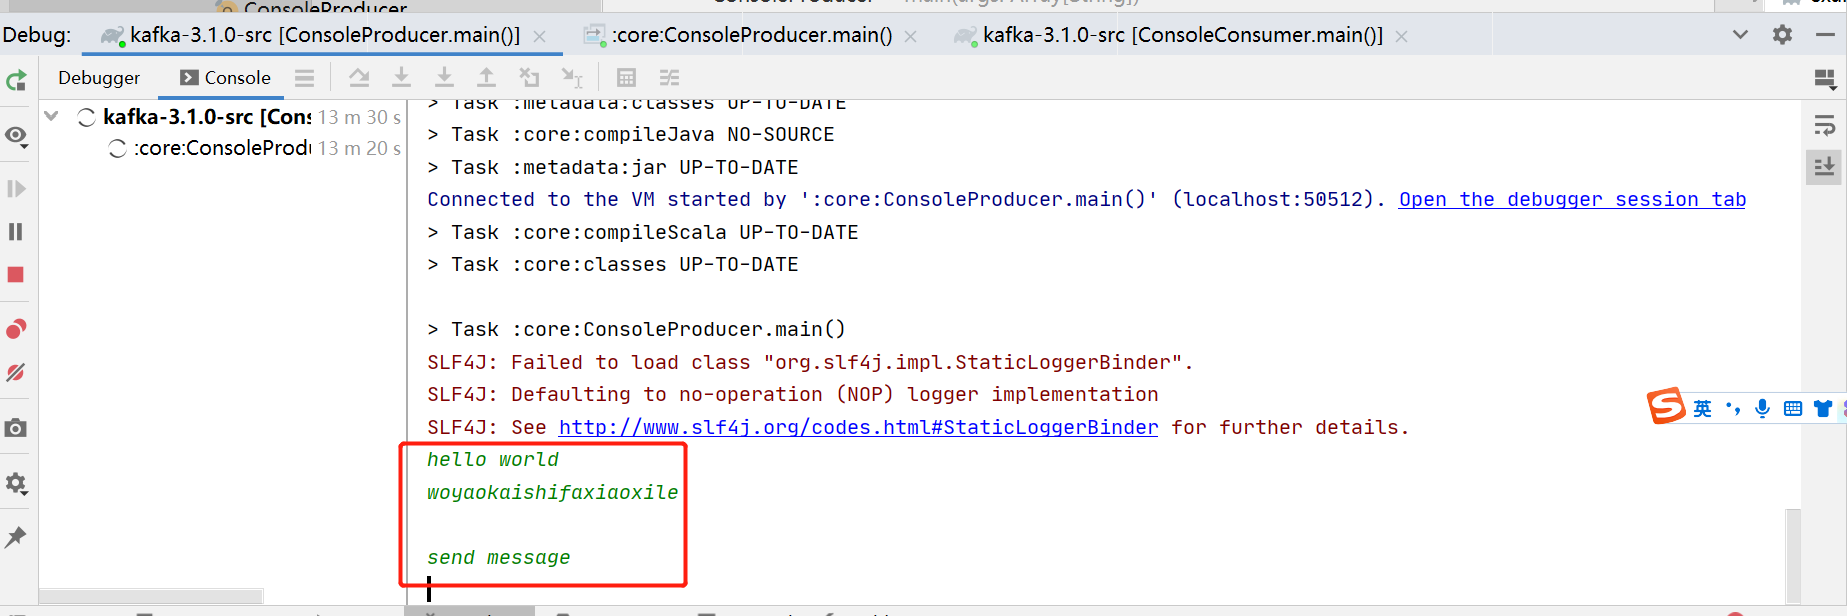 ConsoleProducer
Debug: kafka-3.1.0-src [ConsoleProducer.main()] :core:ConsoleProducer.main() kafka-3.1.0-src [ConsoleConsumer.main()]
Debugger Console
kafka-3.1.0-src [Cons 13 m 30 s
:core:ConsoleProdu 13 m 20 s
> Task :metadata:classes UP-TO-DATE
> Task :core:compileJava NO-SOURCE
> Task :metadata:jar UP-TO-DATE
Connected to the VM started by ':core:ConsoleProducer.main()' (localhost:50512). Open the debugger session tab
> Task :core:compileScala UP-TO-DATE
> Task :core:classes UP-TO-DATE
> Task :core:ConsoleProducer.main()
SLF4J: Failed to load class "org.slf4j.impl.StaticLoggerBinder".
SLF4J: Defaulting to no-operation (NOP) logger implementation
SLF4J: See http://www.slf4j.org/codes.html#StaticLoggerBinder for further details.
hello world
woyaokaishifaxiaoxile
send message
S 英